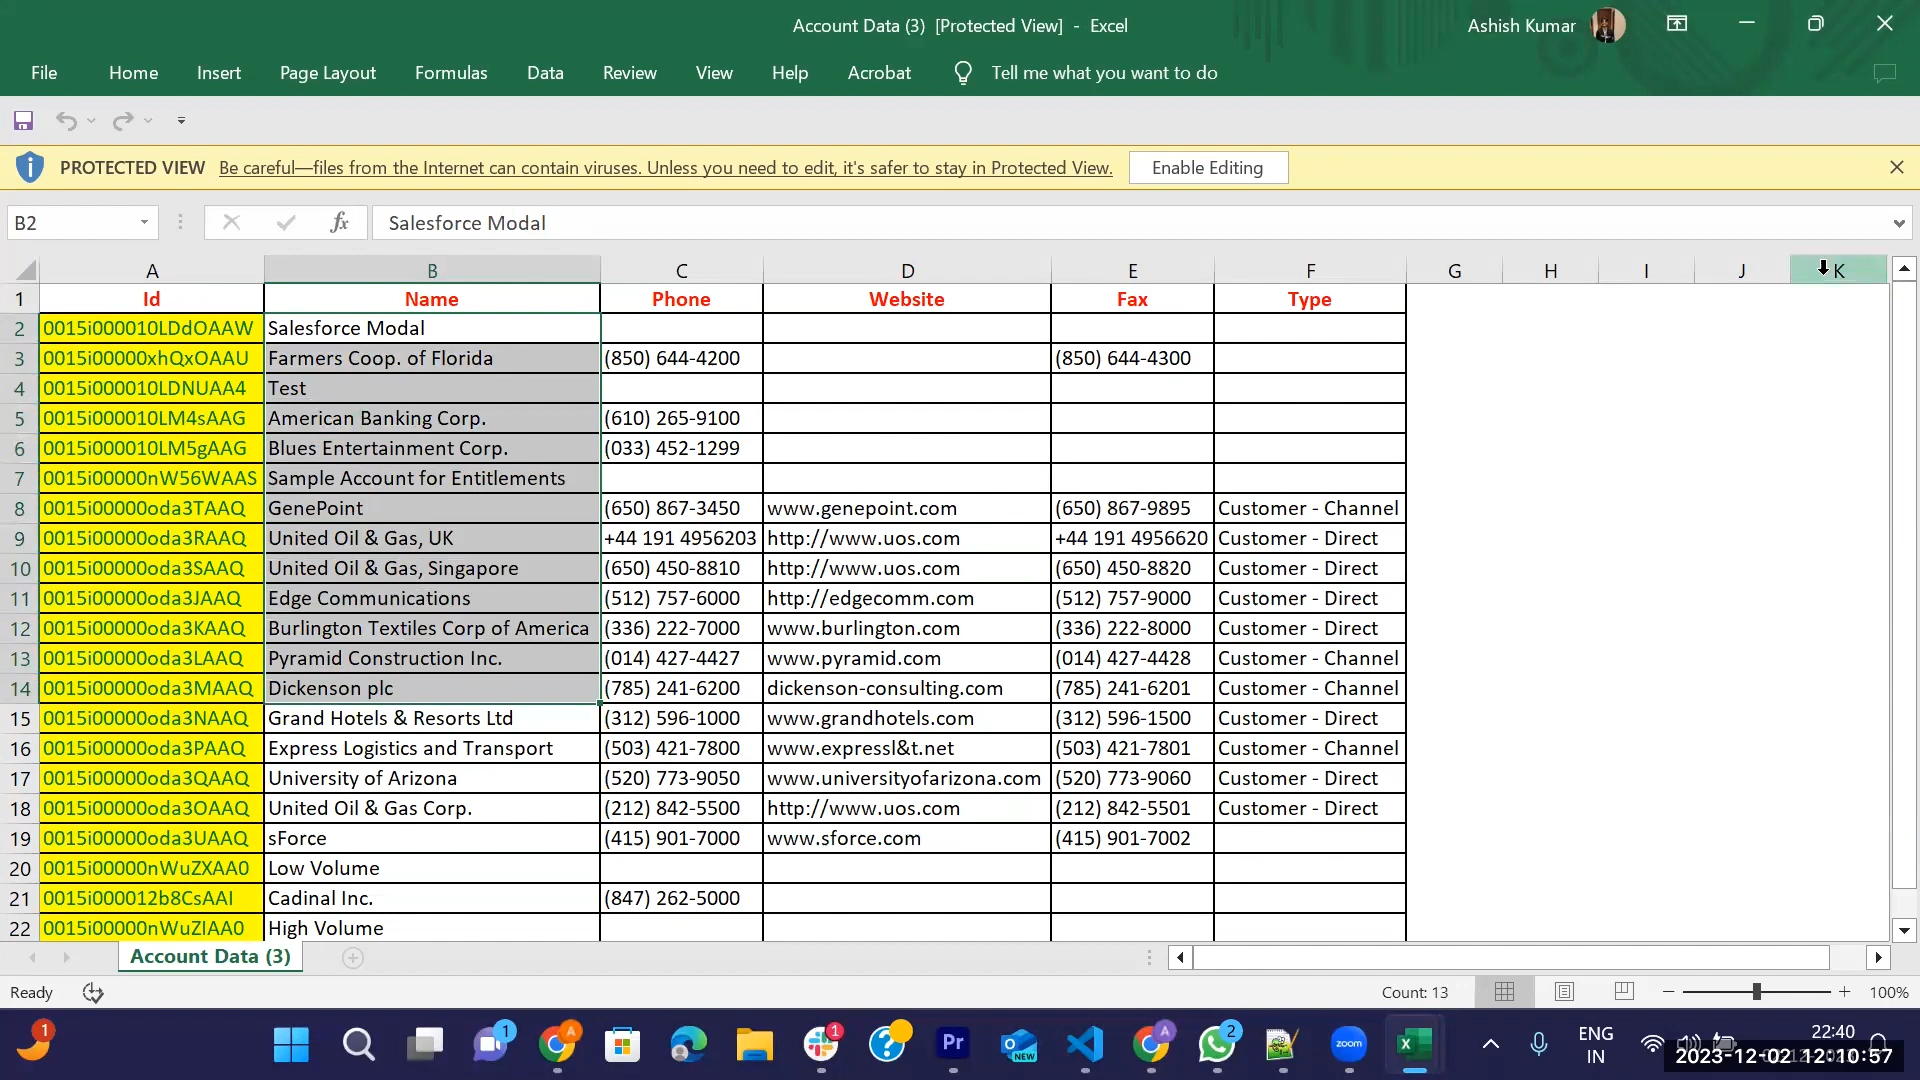 Account Data (3) [Protected View] - Excel
Ashish Kumar
File Home Insert Page Layout Formulas Data Review View Help Acrobat Tell me what you want to do
PROTECTED VIEW Be careful—files from the Internet can contain viruses. Unless you need to edit, it's safer to stay in Protected View. Enable Editing
B2 fx Salesforce Modal
A B C D E F G H I J K
1 Id Name Phone Website Fax Type
2 0015i000010LDdOAAW Salesforce Modal
3 0015i00000xhQxOAAU Farmers Coop. of Florida (850) 644-4200 (850) 644-4300
4 0015i000010LDNUAA4 Test
5 0015i000010LM4sAAG American Banking Corp. (610) 265-9100
6 0015i000010LM5gAAG Blues Entertainment Corp. (033) 452-1299
7 0015i00000nW56WAAS Sample Account for Entitlements
8 0015i00000oda3TAAQ GenePoint (650) 867-3450 www.genepoint.com (650) 867-9895 Customer - Channel
9 0015i00000oda3RAAQ United Oil & Gas, UK +44 191 4956203 http://www.uos.com +44 191 4956620 Customer - Direct
10 0015i00000oda3SAAQ United Oil & Gas, Singapore (650) 450-8810 http://www.uos.com (650) 450-8820 Customer - Direct
11 0015i00000oda3JAAQ Edge Communications (512) 757-6000 http://edgecomm.com (512) 757-9000 Customer - Direct
12 0015i00000oda3KAAQ Burlington Textiles Corp of America (336) 222-7000 www.burlington.com (336) 222-8000 Customer - Direct
13 0015i00000oda3LAAQ Pyramid Construction Inc. (014) 427-4427 www.pyramid.com (014) 427-4428 Customer - Channel
14 0015i00000oda3MAAQ Dickenson plc (785) 241-6200 dickenson-consulting.com (785) 241-6201 Customer - Channel
15 0015i00000oda3NAAQ Grand Hotels & Resorts Ltd (312) 596-1000 www.grandhotels.com (312) 596-1500 Customer - Direct
16 0015i00000oda3PAAQ Express Logistics and Transport (503) 421-7800 www.expressl&t.net (503) 421-7801 Customer - Channel
17 0015i00000oda3QAAQ University of Arizona (520) 773-9050 www.universityofarizona.com (520) 773-9060 Customer - Direct
18 0015i00000oda3OAAQ United Oil & Gas Corp. (212) 842-5500 http://www.uos.com (212) 842-5501 Customer - Direct
19 0015i00000oda3UAAQ sForce (415) 901-7000 www.sforce.com (415) 901-7002
20 0015i00000nWuZXAA0 Low Volume
21 0015i000012b8CsAAI Cadinal Inc. (847) 262-5000
22 0015i00000nWuZIAA0 High Volume
Account Data (3)
Ready Count: 13 100%
1 1 A 1 Pr NEW A 2 zoom ENG
IN
22:40
2023-12-02 12:10:57